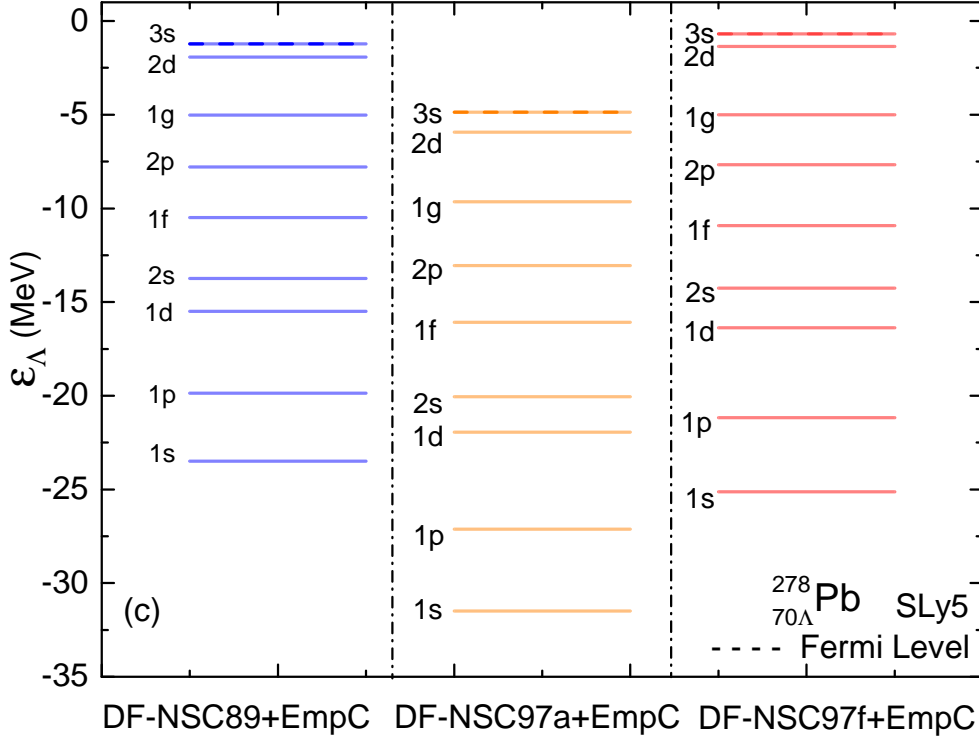 ε_Λ (MeV)
0
-5
-10
-15
-20
-25
-30
-35
3s
2d
1g
2p
1f
2s
1d
1p
1s
3s
2d
1g
2p
1f
2s
1d
1p
1s
3s
2d
1g
2p
1f
2s
1d
1p
1s
(c)
278
70Λ Pb SLy5
Fermi Level
DF-NSC89+EmpC DF-NSC97a+EmpC DF-NSC97f+EmpC